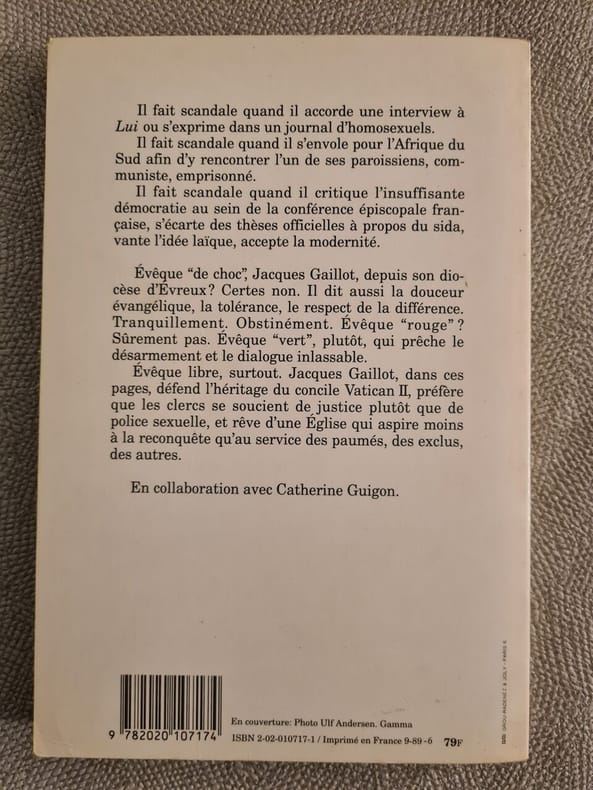 Il fait scandale quand il accorde une interview à
Lui ou s'exprime dans un journal d'homosexuels.
Il fait scandale quand il s'envole pour l'Afrique du
Sud afin d'y rencontrer l'un de ses paroissiens, com-
muniste, emprisonné.
Il fait scandale quand il critique l'insuffisante
démocratie au sein de la conférence épiscopale fran-
çaise, s'écarte des thèses officielles à propos du sida,
vante l'idée laïque, accepte la modernité.
Évêque "de choc", Jacques Gaillot, depuis son dio-
cèse d'Évreux ? Certes non. Il dit aussi la douceur
évangélique, la tolérance, le respect de la différence.
Tranquillement. Obstinément. Évêque "rouge" ?
Sûrement pas. Évêque "vert", plutôt, qui prêche le
désarmement et le dialogue inlassable.
Évêque libre, surtout. Jacques Gaillot, dans ces
pages, défend l'héritage du concile Vatican II, préfère
que les clercs se soucient de justice plutôt que de
police sexuelle, et rêve d'une Église qui aspire moins
à la reconquête qu'au service des paumés, des exclus,
des autres.
En collaboration avec Catherine Guigon.
9 782020 107174
En couverture: Photo Ulf Andersen. Gamma
ISBN 2-02-010717-1 / Imprimé en France 9-89-6 79F